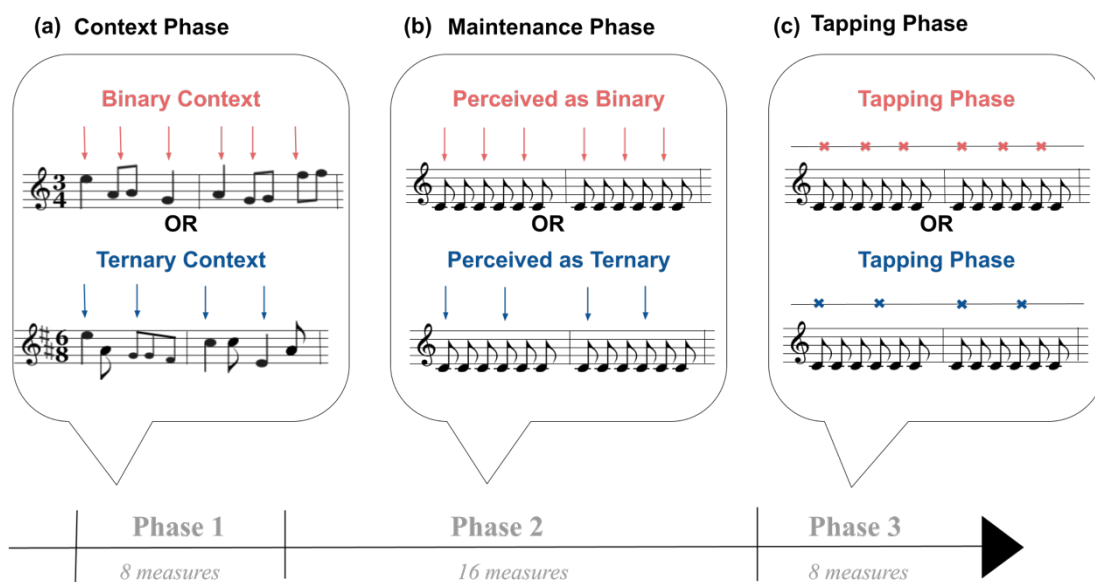 (a) Context Phase
Binary Context
3
4
OR
Ternary Context
6
8
(b) Maintenance Phase
Perceived as Binary
OR
Perceived as Ternary
(c) Tapping Phase
Tapping Phase
OR
Tapping Phase
Phase 1
Phase 2
Phase 3
8 measures
16 measures
8 measures